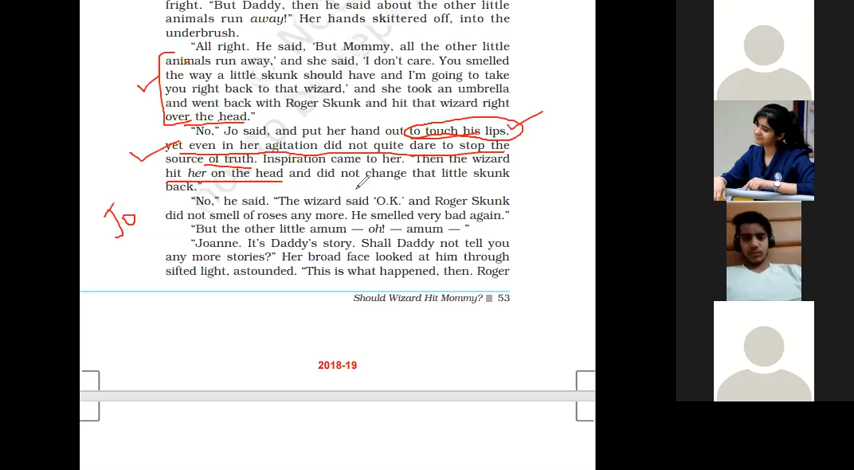 fright. “But Daddy, then he said about the other little
animals run away!” Her hands skittered off, into the
underbrush.
“All right. He said, ‘But Mommy, all the other little
animals run away,’ and she said, ‘I don’t care. You smelled
the way a little skunk should have and I’m going to take
you right back to that wizard,’ and she took an umbrella
and went back with Roger Skunk and hit that wizard right
over the head.”
“No,” Jo said, and put her hand out to touch his lips,
yet even in her agitation did not quite dare to stop the
source of truth. Inspiration came to her. “Then the wizard
hit her on the head and did not change that little skunk
back.”
“No,” he said. “The wizard said ‘O.K.’ and Roger Skunk
did not smell of roses any more. He smelled very bad again.”
Jo
“But the other little amum — oh! — amum — ”
“Joanne. It’s Daddy’s story. Shall Daddy not tell you
any more stories?” Her broad face looked at him through
sifted light, astounded. “This is what happened, then. Roger
Should Wizard Hit Mommy? 53
2018-19